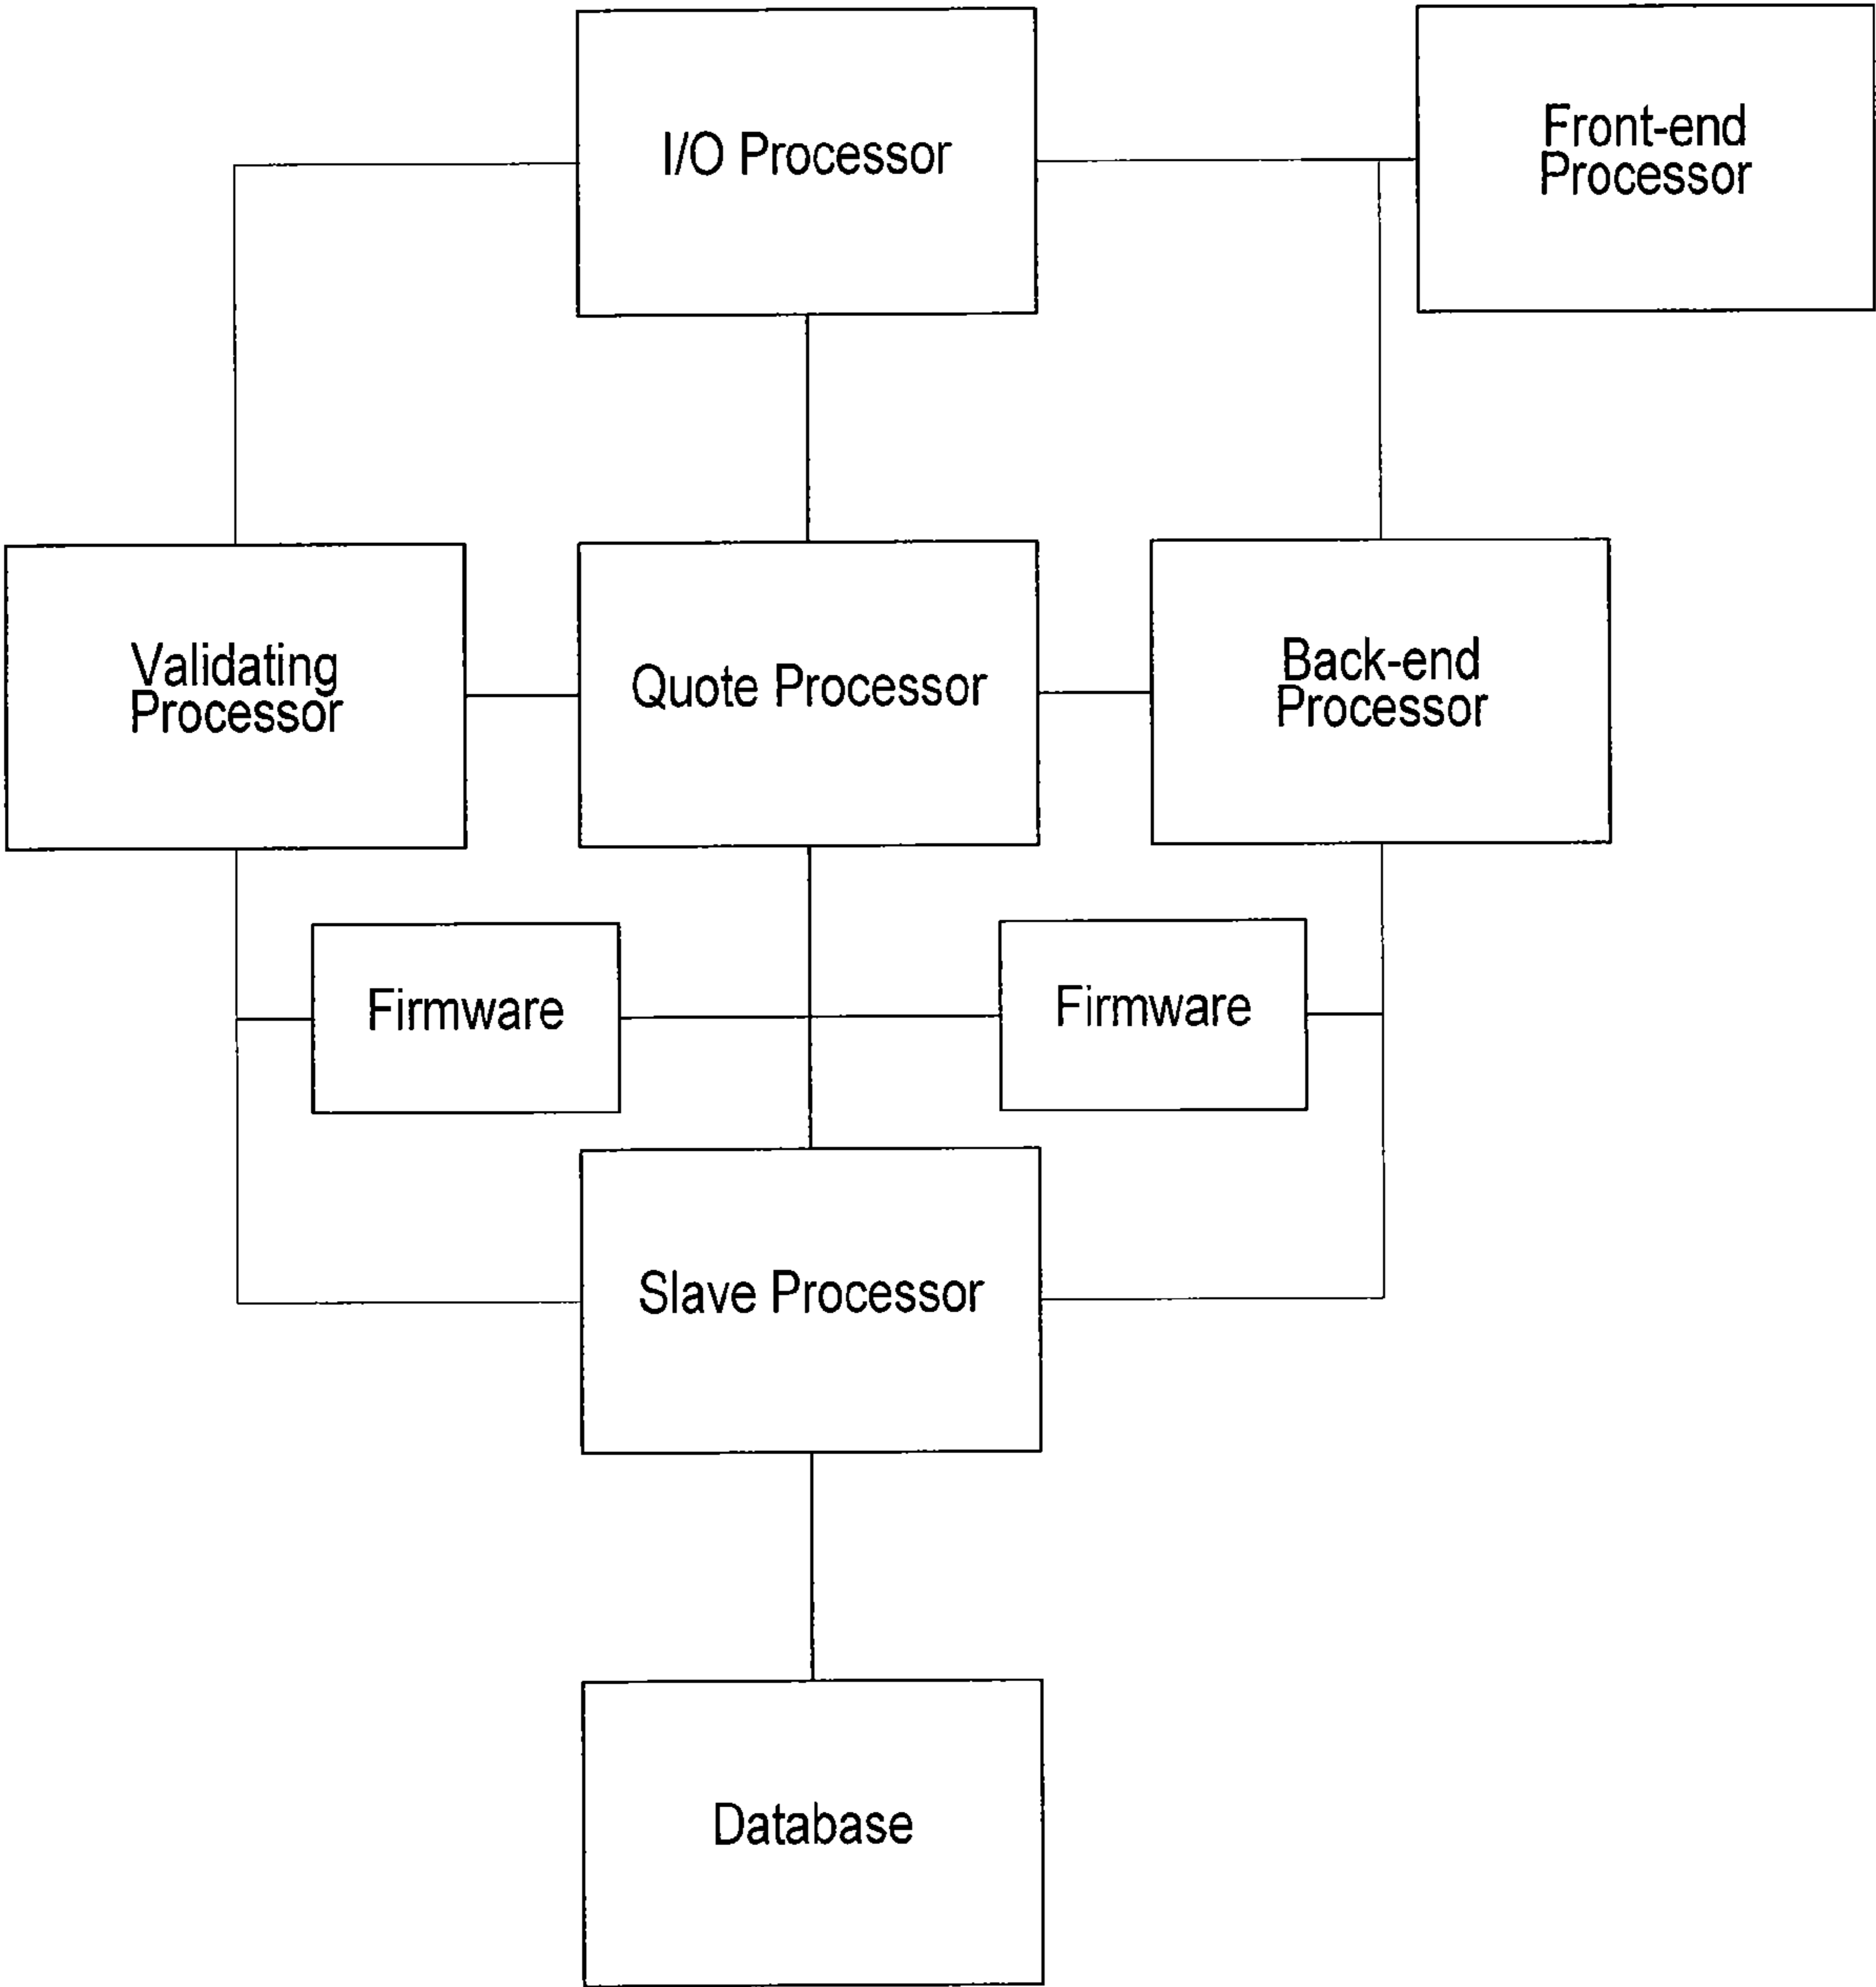 I/O Processor
Front-end
Processor
Validating
Processor
Quote Processor
Back-end
Processor
Firmware
Firmware
Slave Processor
Database